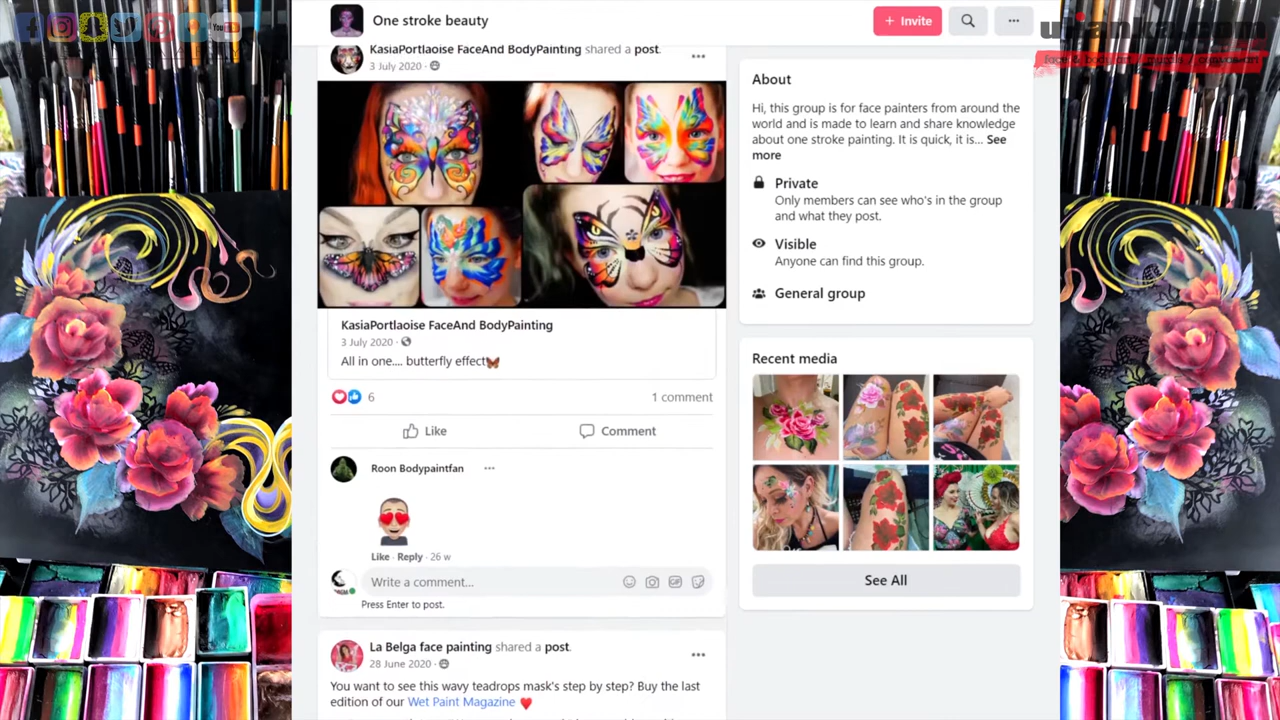 One stroke beauty
+ Invite
KasiaPortlaoise FaceAnd BodyPainting shared a post.
3 July 2020 ·
KasiaPortlaoise FaceAnd BodyPainting
3 July 2020 ·
All in one.... butterfly effect🦋
6
1 comment
Like
Comment
Roon Bodypaintfan
Like · Reply · 26 w
Write a comment...
GIF
Press Enter to post.
La Belga face painting shared a post.
28 June 2020 ·
You want to see this wavy teadrops mask's step by step? Buy the last
edition of our Wet Paint Magazine ❤️
About
Hi, this group is for face painters from around the
world and is made to learn and share knowledge
about one stroke painting. It is quick, it is... See
more
Private
Only members can see who's in the group
and what they post.
Visible
Anyone can find this group.
General group
Recent media
See All